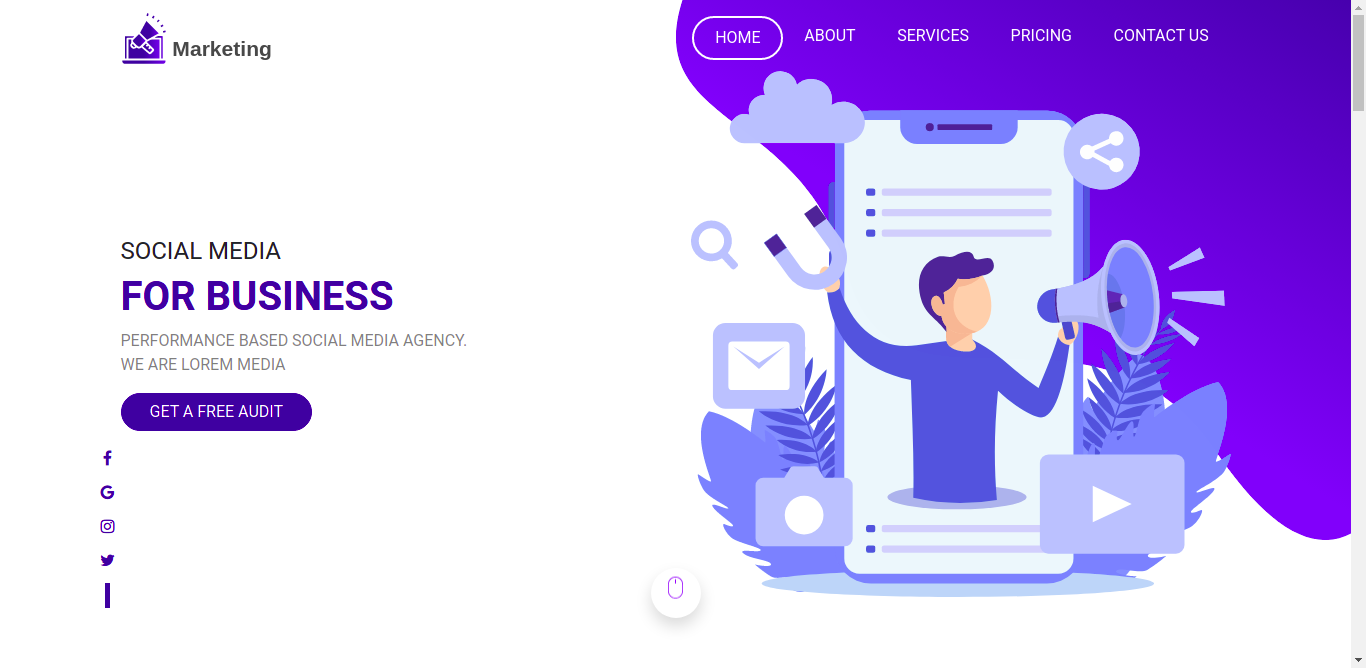 Marketing
HOME ABOUT SERVICES PRICING CONTACT US
SOCIAL MEDIA
FOR BUSINESS
PERFORMANCE BASED SOCIAL MEDIA AGENCY.
WE ARE LOREM MEDIA
GET A FREE AUDIT